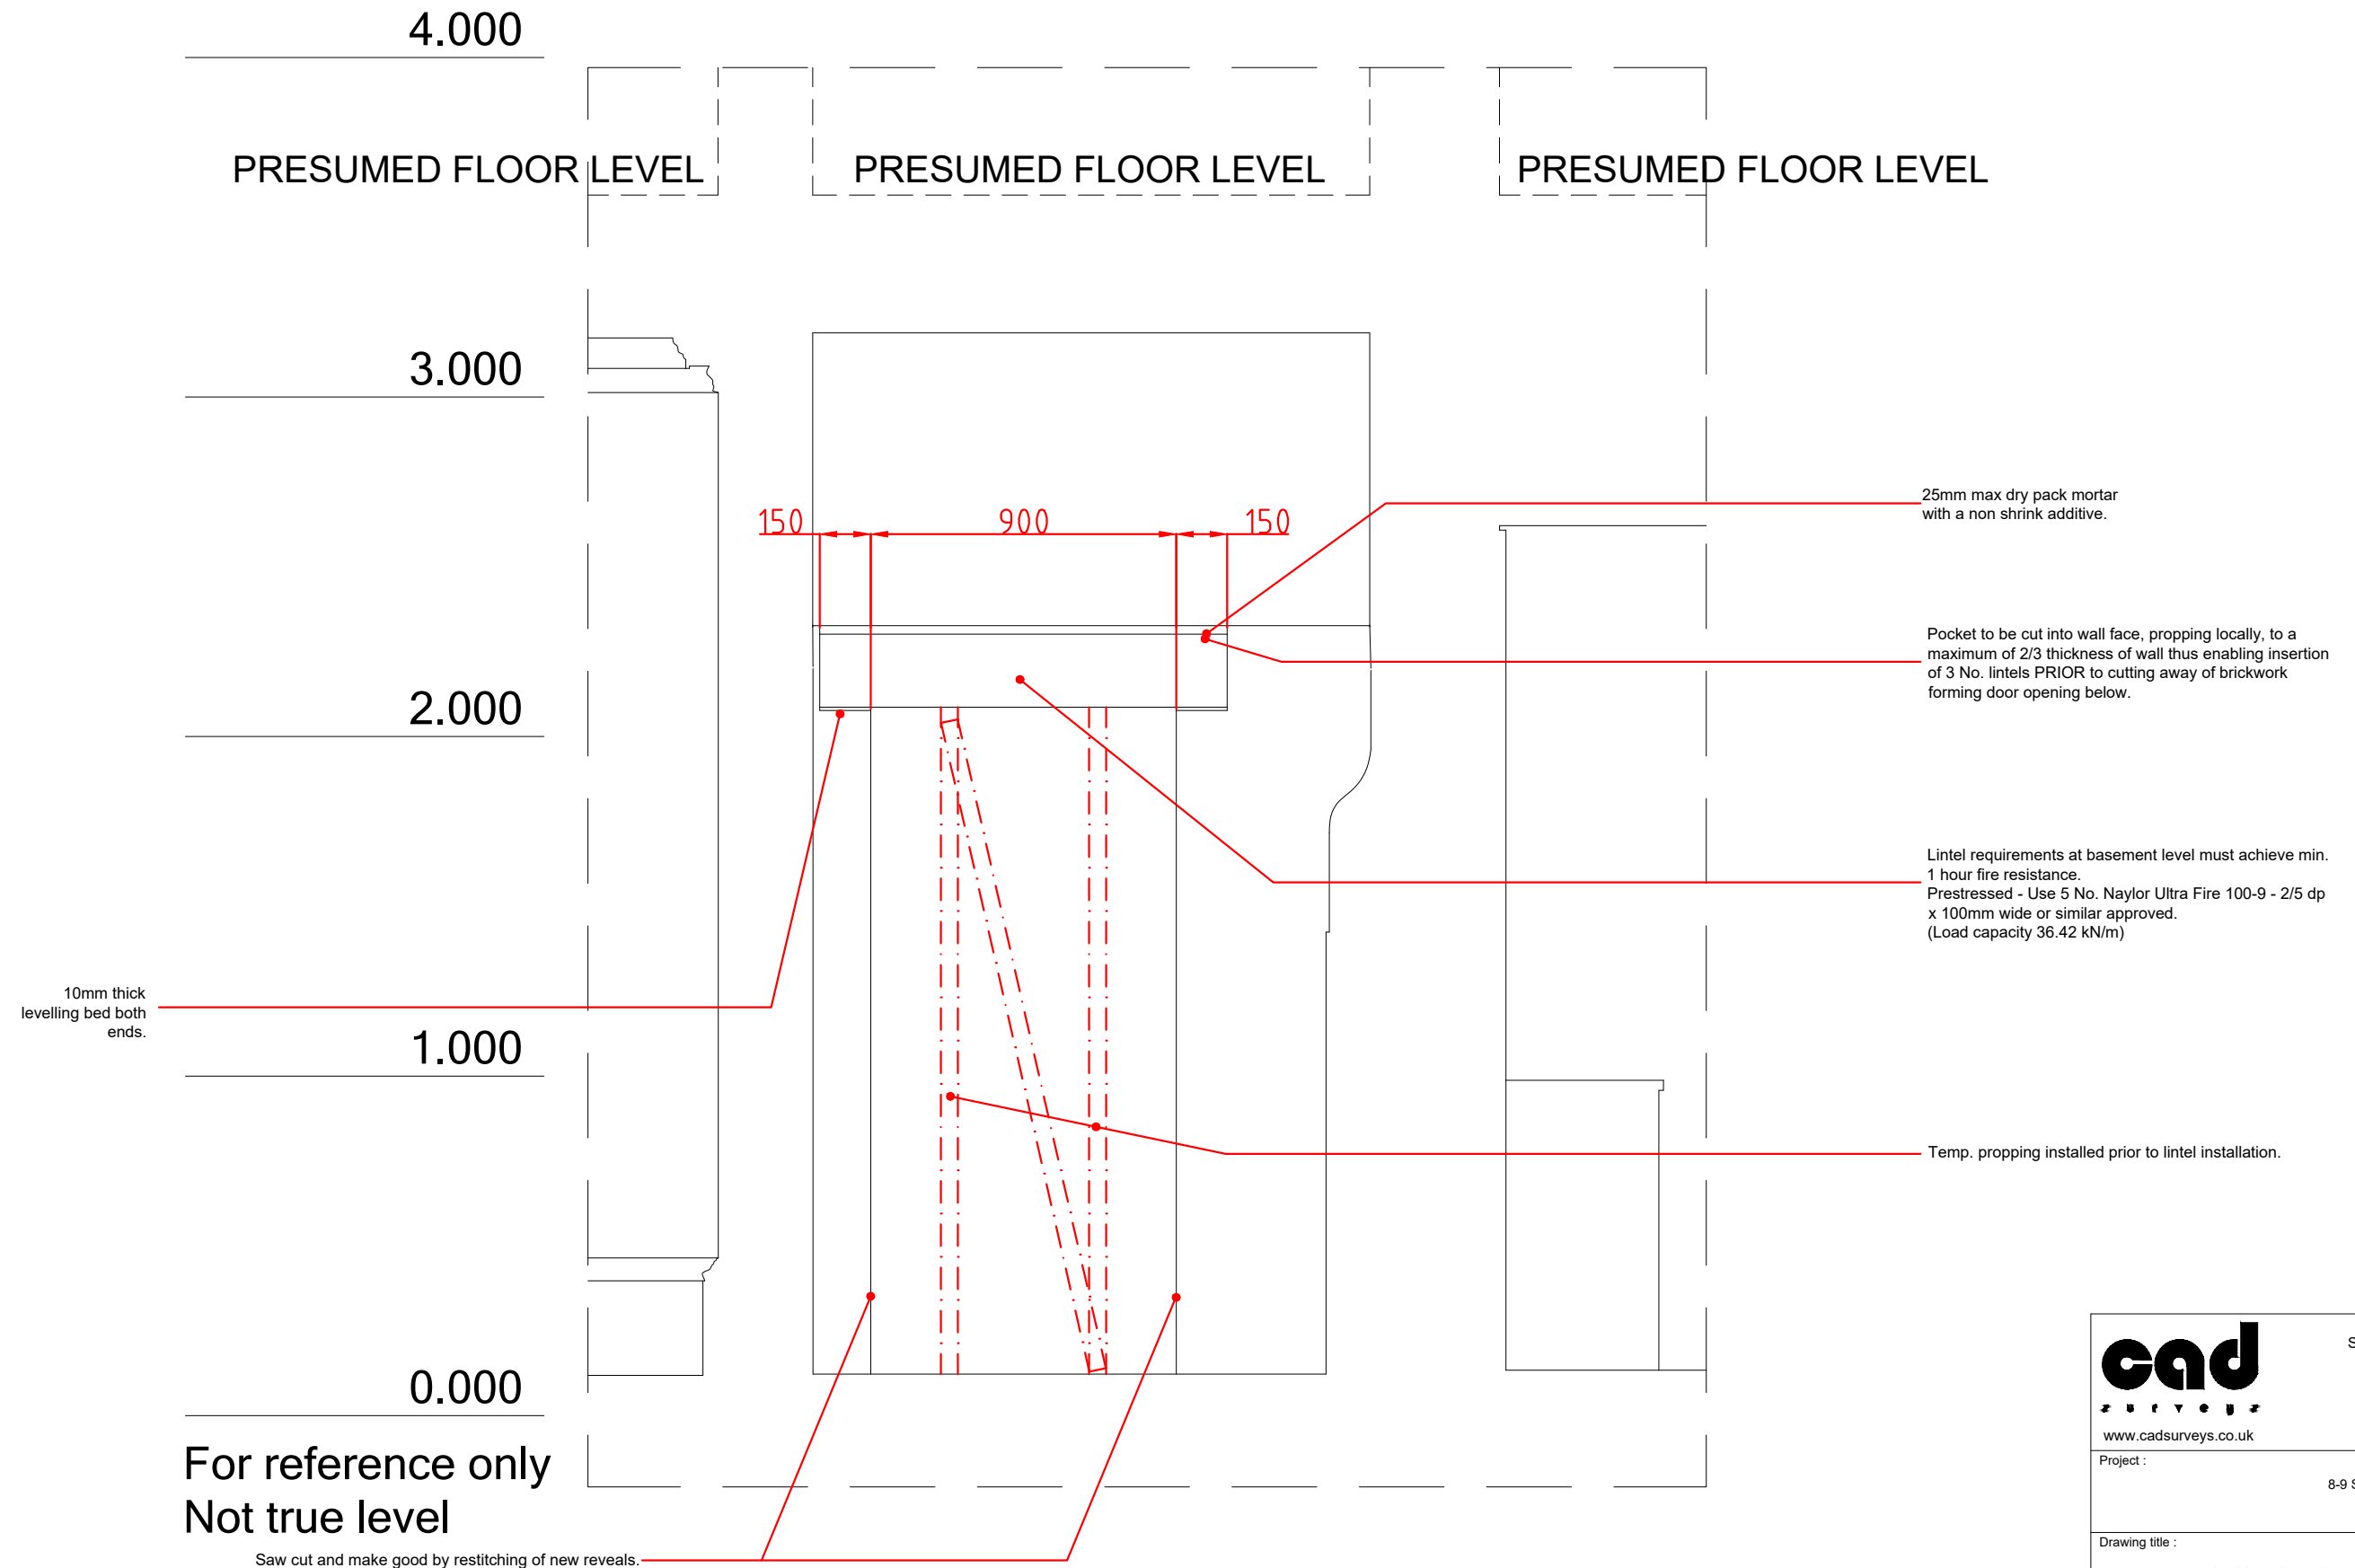 4.000
PRESUMED FLOOR LEVEL
PRESUMED FLOOR LEVEL
PRESUMED FLOOR LEVEL
3.000
150
900
150
25mm max dry pack mortar
with a non shrink additive.
Pocket to be cut into wall face, propping locally, to a
maximum of 2/3 thickness of wall thus enabling insertion
of 3 No. lintels PRIOR to cutting away of brickwork
forming door opening below.
2.000
Lintel requirements at basement level must achieve min.
1 hour fire resistance.
Prestressed - Use 5 No. Naylor Ultra Fire 100-9 - 2/5 dp
x 100mm wide or similar approved.
(Load capacity 36.42 kN/m)
10mm thick
levelling bed both
ends.
1.000
Temp. propping installed prior to lintel installation.
0.000
For reference only
Not true level
Saw cut and make good by restitching of new reveals.
cad
surveys
www.cadsurveys.co.uk
Project :
8-9 S
Drawing title :